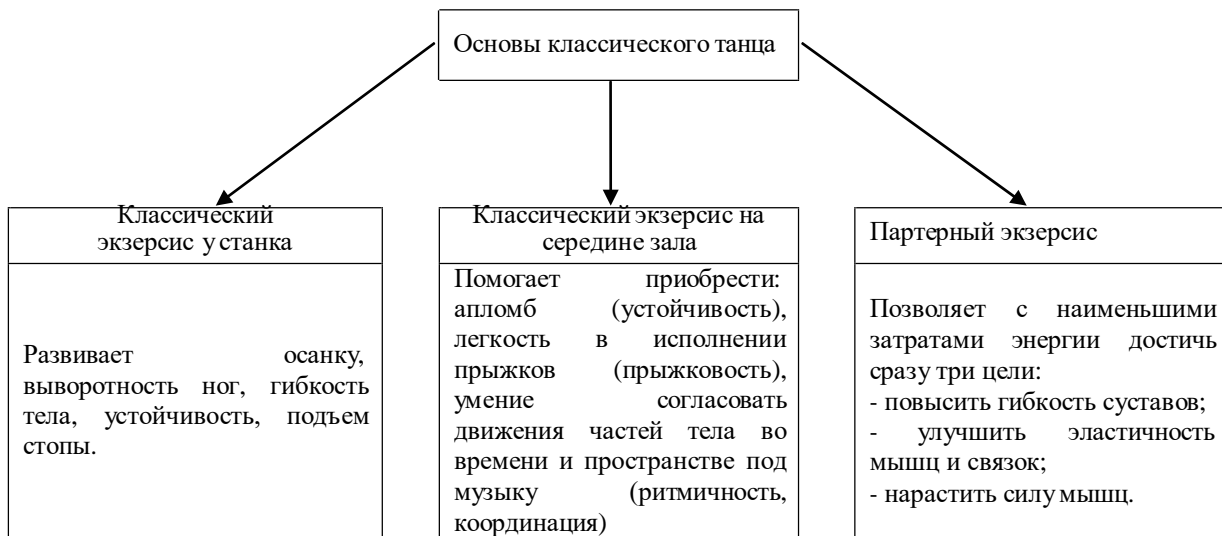 Основы классического танца
Классический
экзерсис у станка
Развивает осанку,
выворотность ног, гибкость
тела, устойчивость, подъем
стопы.
Классический экзерсис на
середине зала
Помогает приобрести:
апломб (устойчивость),
легкость в исполнении
прыжков (прыжковость),
умение согласовать
движения частей тела во
времени и пространстве под
музыку (ритмичность,
координация)
Партерный экзерсис
Позволяет с наименьшими
затратами энергии достичь
сразу три цели:
- повысить гибкость суставов;
- улучшить эластичность
мышц и связок;
- нарастить силу мышц.